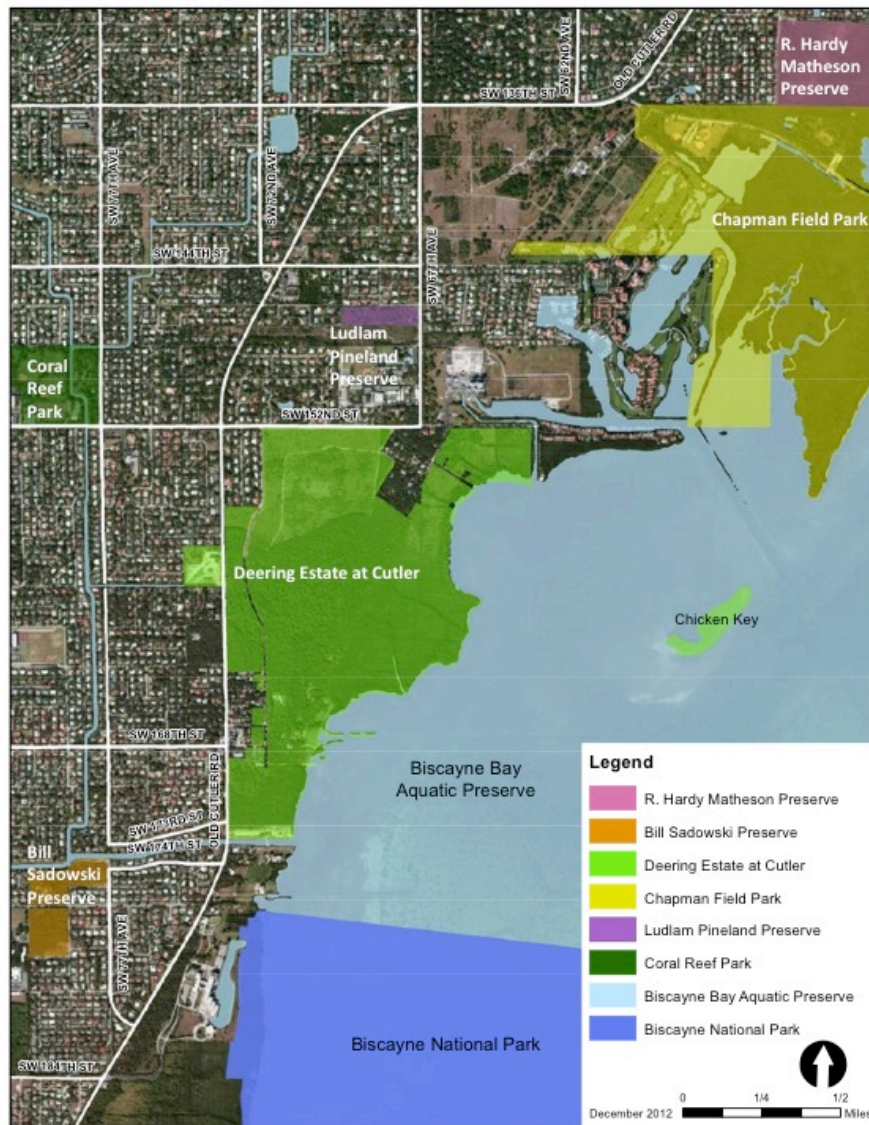 SW 62ND AVE
OLD CUTLER RD
R. Hardy
Matheson
Preserve
SW 136TH ST
SW 77TH AVE
SW 72ND AVE
Chapman Field Park
SW 67TH AVE
SW 144TH ST
Ludlam
Pineland
Preserve
Coral
Reef
Park
SW 152ND ST
Deering Estate at Cutler
Chicken Key
SW 168TH ST
OLD CUTLER RD
Biscayne Bay
Aquatic Preserve
SW 173RD ST
SW 174TH ST
Bill
Sadowski
Preserve
SW 77TH AVE
Biscayne National Park
SW 184TH ST
Legend
R. Hardy Matheson Preserve
Bill Sadowski Preserve
Deering Estate at Cutler
Chapman Field Park
Ludlam Pineland Preserve
Coral Reef Park
Biscayne Bay Aquatic Preserve
Biscayne National Park
December 2012
0 1/4 1/2
Miles